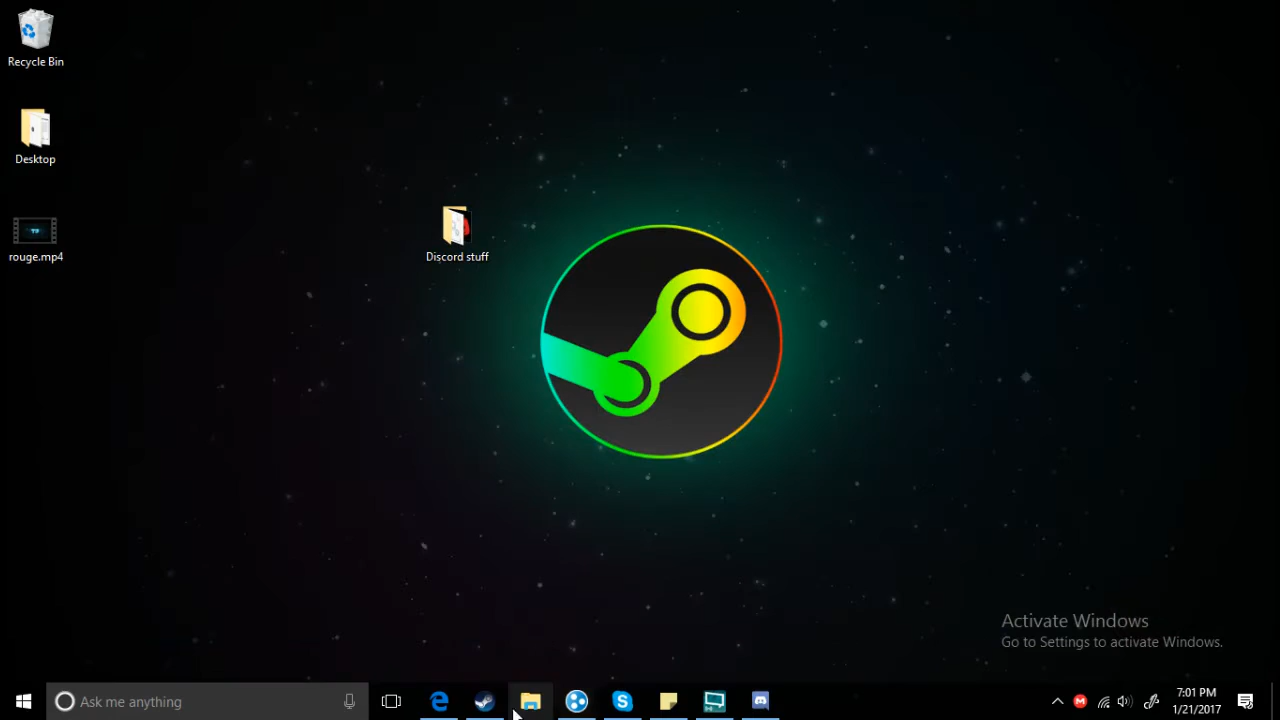 Recycle Bin
Desktop
rouge.mp4
Discord stuff
Activate Windows
Go to Settings to activate Windows.
Ask me anything
7:01 PM
1/21/2017